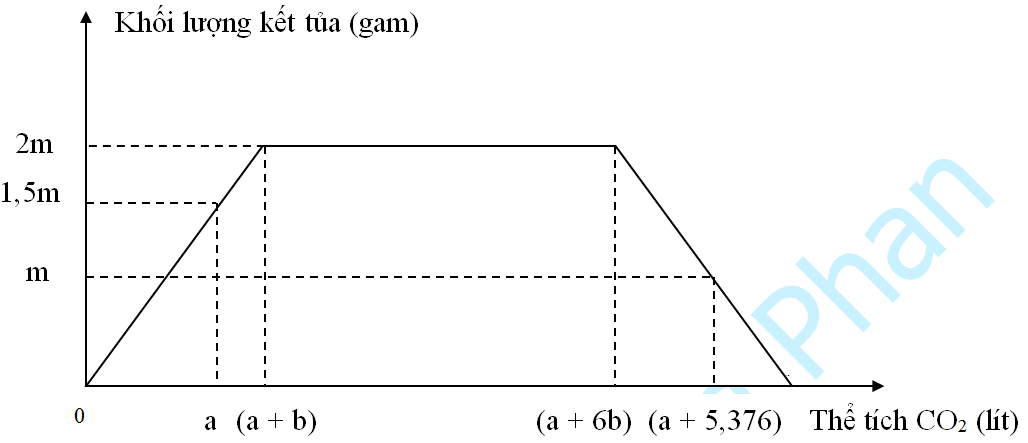 Khối lượng kết tủa (gam)
2m
1,5m
m
0
a (a + b) (a + 6b) (a + 5,376) Thể tích CO₂ (lít)
Phan